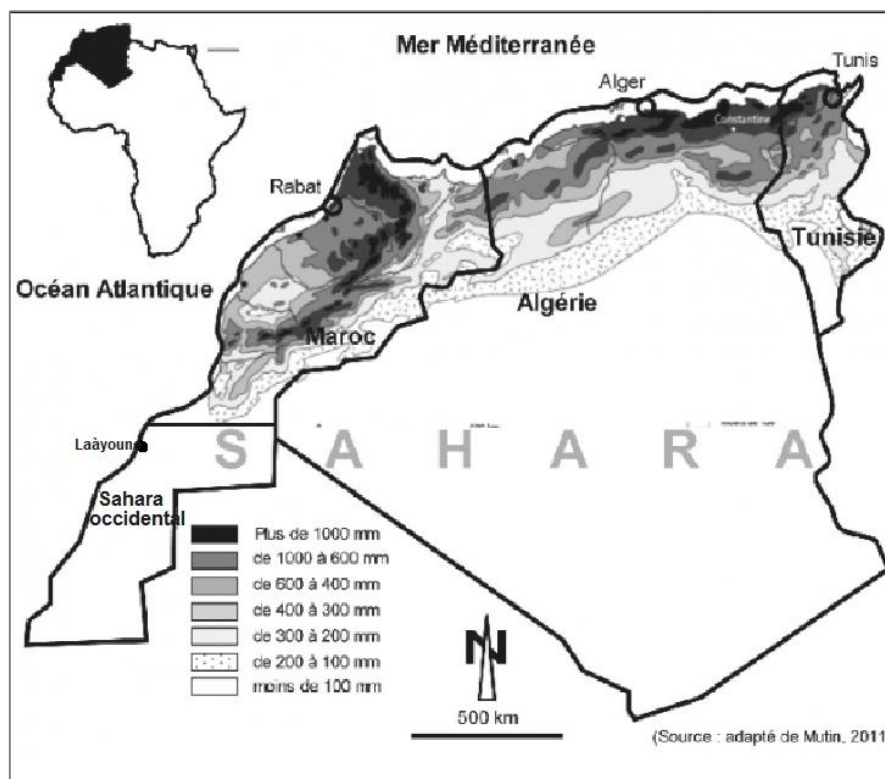 Mer Méditerranée
Tunis
Alger
Constantine
Rabat
Océan Atlantique
Tunisie
Algérie
Maroc
SAHARA
Laàyoun
Sahara
occidental
Plus de 1000 mm
de 1000 à 600 mm
de 600 à 400 mm
de 400 à 300 mm
de 300 à 200 mm
de 200 à 100 mm
moins de 100 mm
N
500 km
(Source : adapté de Mutin, 2011